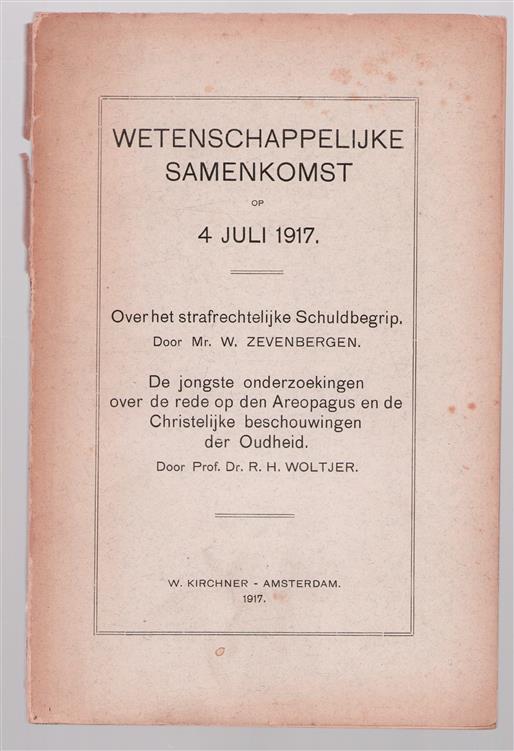 WETENSCHAPPELIJKE
SAMENKOMST
OP
4 JULI 1917.
Over het strafrechtelijke Schuldbegrip.
Door Mr. W. ZEVENBERGEN.
De jongste onderzoekingen
over de rede op den Areopagus en de
Christelijke beschouwingen
der Oudheid.
Door Prof. Dr. R. H. WOLTJER.
W. KIRCHNER - AMSTERDAM.
1917.